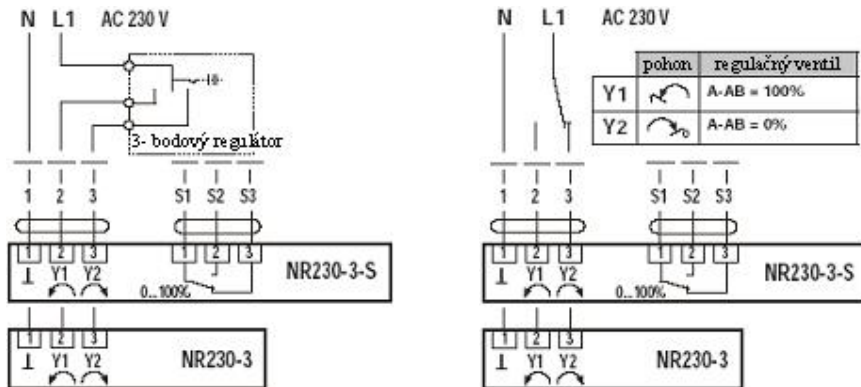 N L1 AC 230 V
3- bodový regulátor
1 2 3 S1 S2 S3
1 2 3 1 2 3
⊥ Y1 Y2 0...100% NR230-3-S
1 2 3
⊥ Y1 Y2 NR230-3
N L1 AC 230 V
pohon regulačný ventil
Y1 A-AB = 100%
Y2 A-AB = 0%
1 2 3 S1 S2 S3
1 2 3 1 2 3
⊥ Y1 Y2 0...100% NR230-3-S
1 2 3
⊥ Y1 Y2 NR230-3